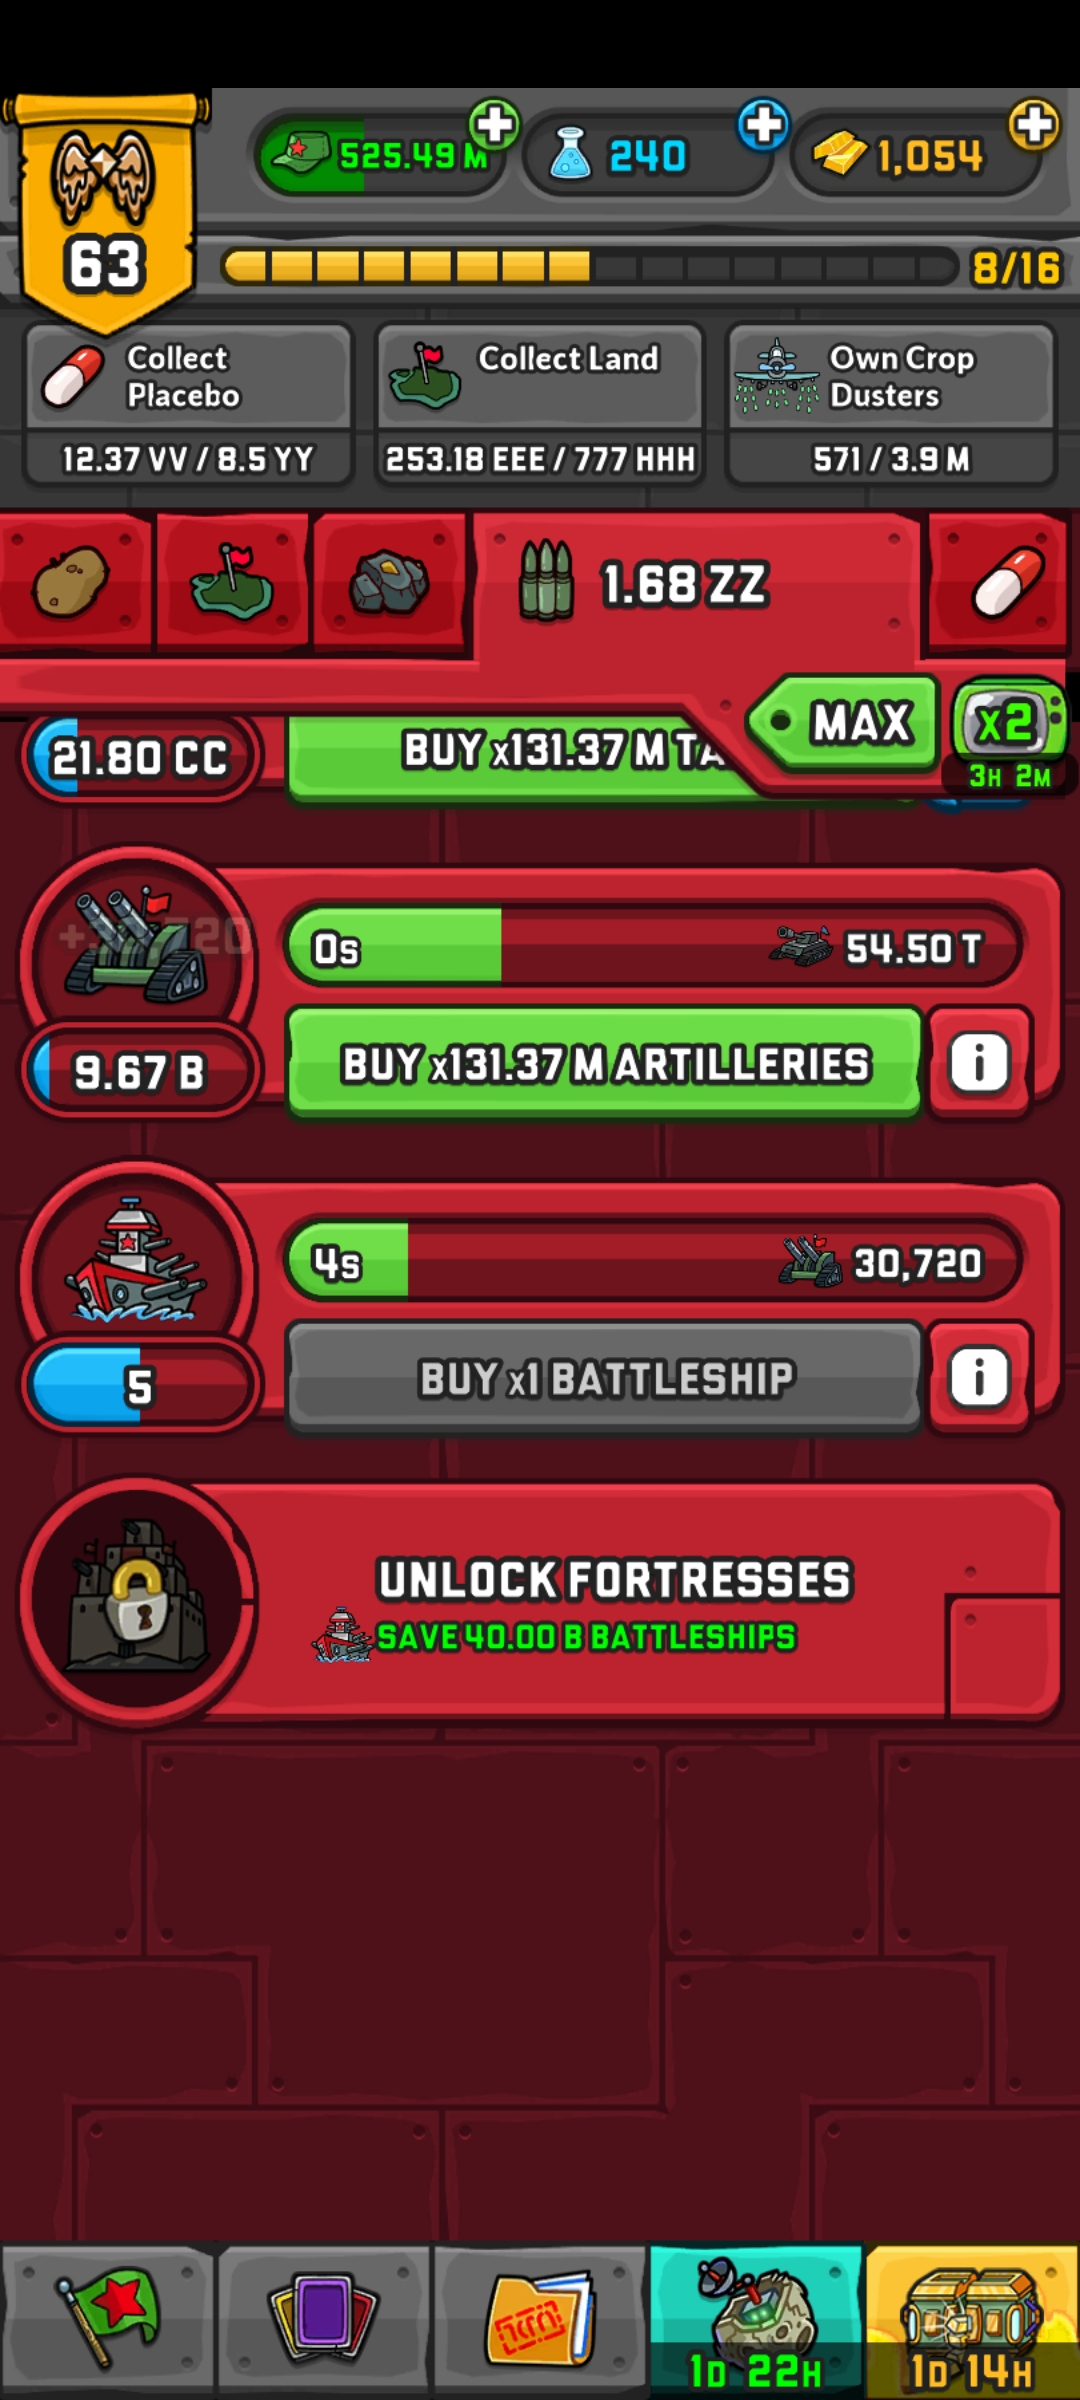 525.49 M
240
1,054
63
8/16
Collect
Placebo
12.37 VV / 8.5 YY
Collect Land
253.18 EEE / 777 HHH
Own Crop
Dusters
571 / 3.9 M
1.68 ZZ
MAX
x2
3H 2M
21.80 CC
BUY x131.37 M TA
0s
54.50 T
9.67 B
BUY x131.37 M ARTILLERIES
i
4s
30,720
5
BUY x1 BATTLESHIP
i
UNLOCK FORTRESSES
SAVE 40.00 B BATTLESHIPS
1D 22H
1D 14H